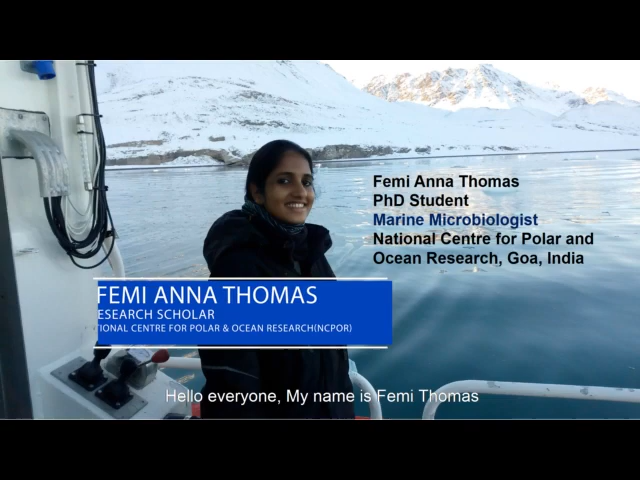 Femi Anna Thomas
PhD Student
Marine Microbiologist
National Centre for Polar and
Ocean Research, Goa, India
FEMI ANNA THOMAS
ESEARCH SCHOLAR
TIONAL CENTRE FOR POLAR & OCEAN RESEARCH(NCPOR)
Hello everyone, My name is Femi Thomas